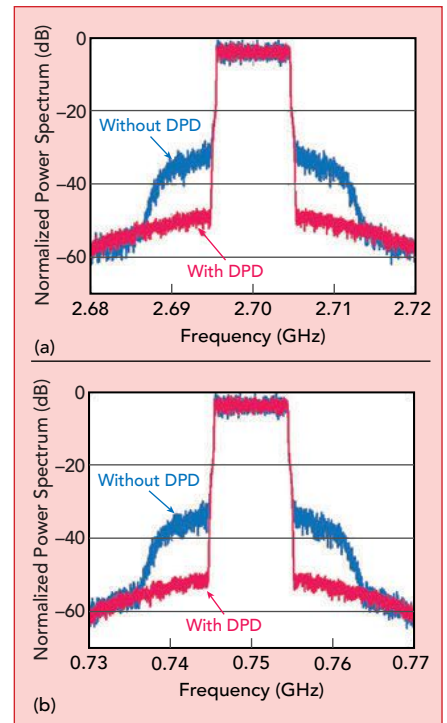 Normalized Power Spectrum (dB)
0
−20
−40
−60
Without DPD
With DPD
2.68 2.69 2.70 2.71 2.72
Frequency (GHz)
(a)
Normalized Power Spectrum (dB)
0
−20
−40
−60
Without DPD
With DPD
0.73 0.74 0.75 0.76 0.77
Frequency (GHz)
(b)